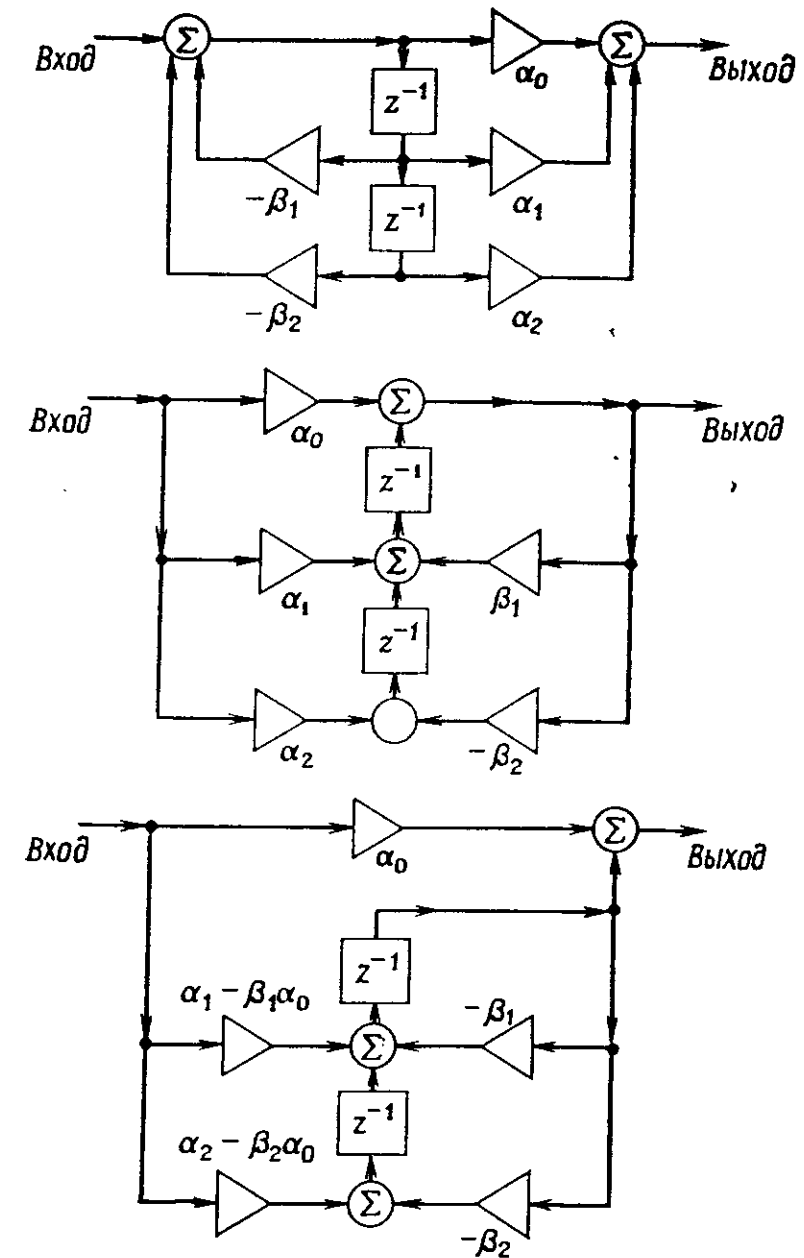 Вход Σ α₀ Σ Выход
z⁻¹
-β₁ α₁
z⁻¹
-β₂ α₂
Вход α₀ Σ Выход
z⁻¹
α₁ Σ β₁
z⁻¹
α₂ -β₂
Вход α₀ Σ Выход
z⁻¹
α₁ - β₁α₀ -β₁
Σ
z⁻¹
α₂ - β₂α₀
Σ
-β₂